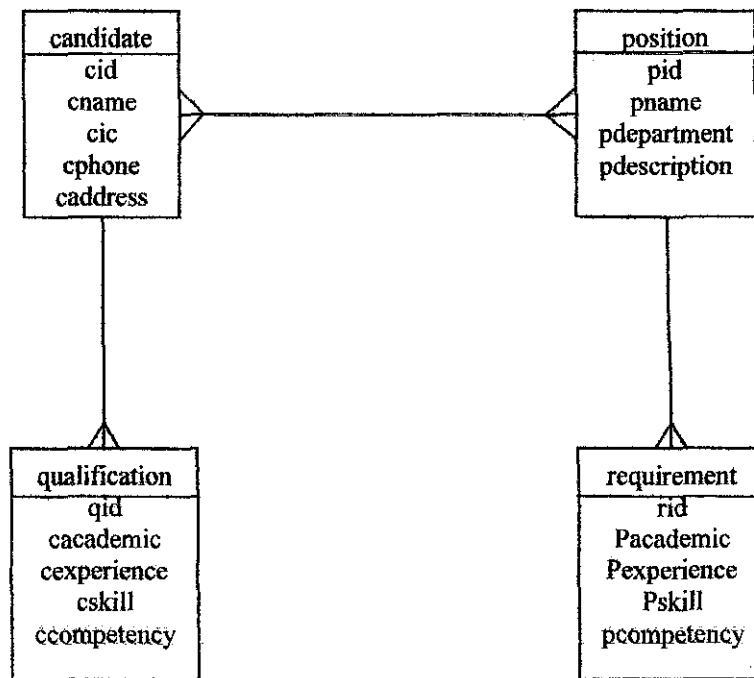 candidate
cid
cname
cic
cphone
caddress
position
pid
pname
pdepartment
pdescription
qualification
qid
cacademic
cexperience
cskill
ccompetency
requirement
rid
Pacademic
Pexperience
Pskill
pcompetency